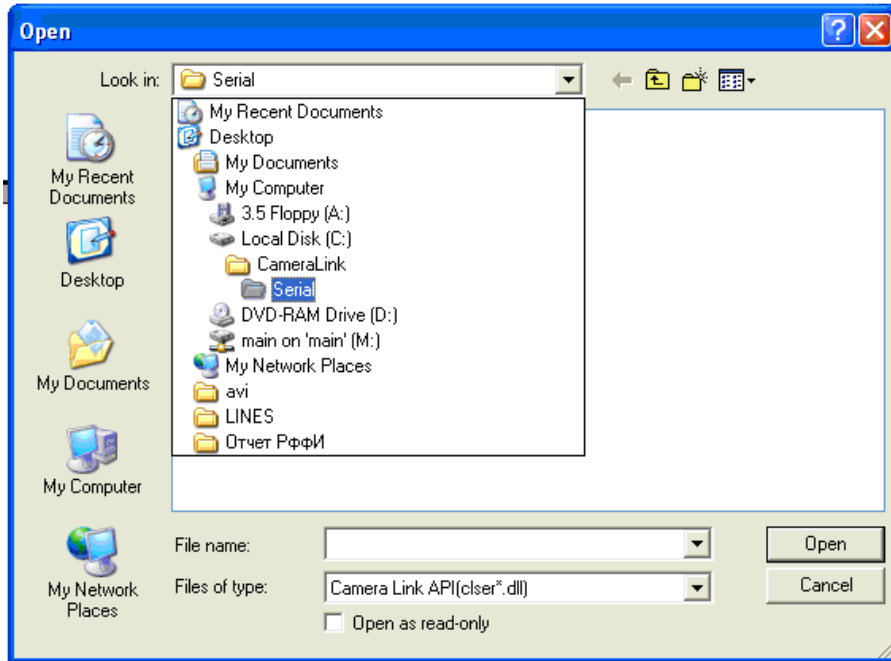 Open
Look in:
Serial
My Recent Documents
Desktop
My Documents
My Computer
3.5 Floppy (A:)
Local Disk (C:)
CameraLink
Serial
DVD-RAM Drive (D:)
main on 'main' (M:)
My Network Places
avi
LINES
Отчет РффИ
My Recent
Documents
Desktop
My Documents
My Computer
My Network
Places
File name:
Open
Files of type:
Camera Link API(clser*.dll)
Cancel
Open as read-only